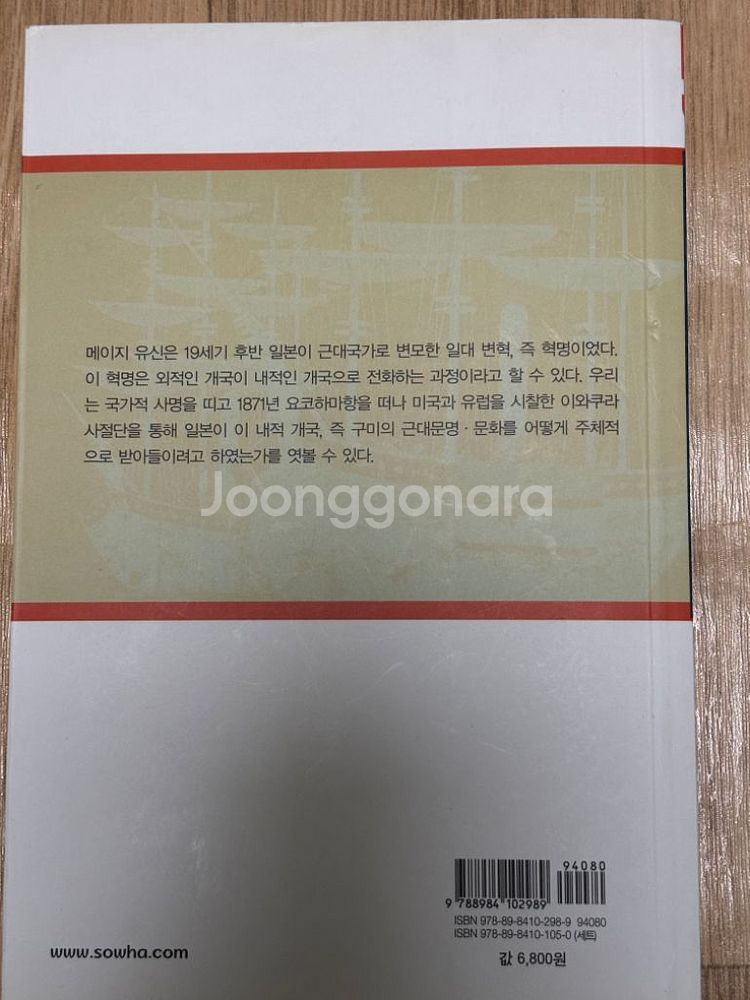 메이지 유신은 19세기 후반 일본이 근대국가로 변모한 일대 변혁, 즉 혁명이었다.
이 혁명은 외적인 개국이 내적인 개국으로 전화하는 과정이라고 할 수 있다. 우리
는 국가적 사명을 띠고 1871년 요코하마항을 떠나 미국과 유럽을 시찰한 이와쿠라
사절단을 통해 일본이 이 내적 개국, 즉 구미의 근대문명·문화를 어떻게 주체적
으로 받아들이려고 하였는가를 엿볼 수 있다.
Joonggonara
94080
9 788984 102989
ISBN 978-89-8410-298-9 94080
ISBN 978-89-8410-105-0 (세트)
www.sowha.com
값 6,800원